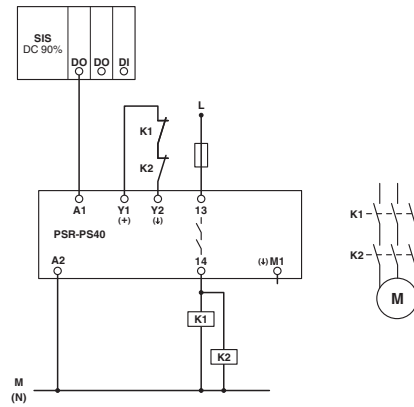 SIS
DC 90%
DO DO DI
L
K1
K2
A1 Y1 Y2 13
(+) (↓)
PSR-PS40
A2 14 (↓) M1
K1
K2
M
(N)
K1
K2
M